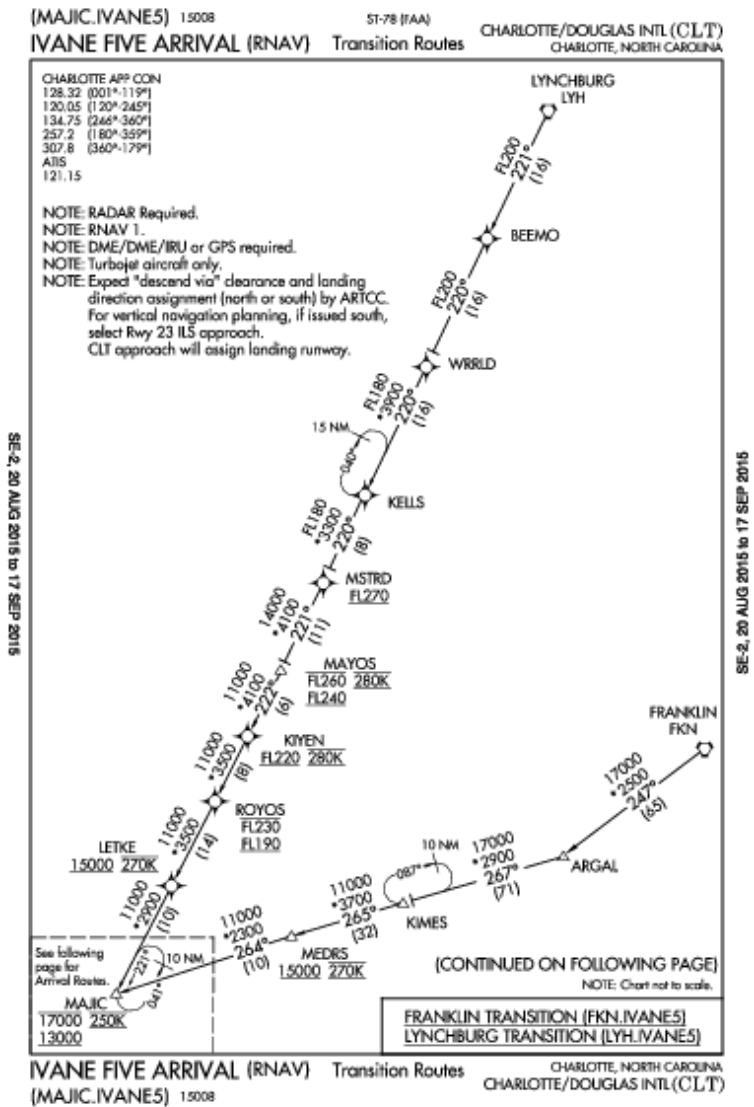 (MAJIC.IVANE5) 15008
ST-78 (FAA)
CHARLOTTE/DOUGLAS INTL (CLT)
IVANE FIVE ARRIVAL (RNAV) Transition Routes
CHARLOTTE, NORTH CAROLINA
CHARLOTTE APP CON
128.32 (001°-119°)
120.05 (120°-245°)
134.75 (246°-360°)
257.2 (180°-359°)
307.8 (360°-179°)
ATIS
121.15
NOTE: RADAR Required.
NOTE: RNAV 1.
NOTE: DME/DME/IRU or GPS required.
NOTE: Turbojet aircraft only.
NOTE: Expect "descend via" clearance and landing
direction assignment (north or south) by ARTCC.
For vertical navigation planning, if issued south,
select Rwy 23 ILS approach.
CLT approach will assign landing runway.
LYNCHBURG
LYH
FL200
221°
(16)
BEEMO
FL200
220°
(16)
WRRLD
FL180
*3900
220°
(16)
15 NM
040°
KELLS
FL180
*3300
220°
(8)
MSTRD
FL270
14000
*4100
221°
(11)
MAYOS
FL260 280K
FL240
11000
*4100
222°
(6)
KIYEN
FL220 280K
11000
*3500
(8)
ROYOS
FL230
FL190
11000
*3500
(14)
LETKE
15000 270K
11000
*2900
(10)
FRANKLIN
FKN
17000
*2500
247°
(65)
ARGAL
17000
*2900
267°
(71)
10 NM
087°
KIMES
11000
*3700
265°
(32)
MEDRS
15000 270K
11000
*2300
264°
(10)
See following
page for
Arrival Routes.
221°
10 NM
041°
MAJIC
17000 250K
13000
(CONTINUED ON FOLLOWING PAGE)
NOTE: Chart not to scale.
FRANKLIN TRANSITION (FKN.IVANE5)
LYNCHBURG TRANSITION (LYH.IVANE5)
SE-2, 20 AUG 2015 to 17 SEP 2015
SE-2, 20 AUG 2015 to 17 SEP 2015
IVANE FIVE ARRIVAL (RNAV) Transition Routes
CHARLOTTE, NORTH CAROLINA
(MAJIC.IVANE5) 15008
CHARLOTTE/DOUGLAS INTL (CLT)